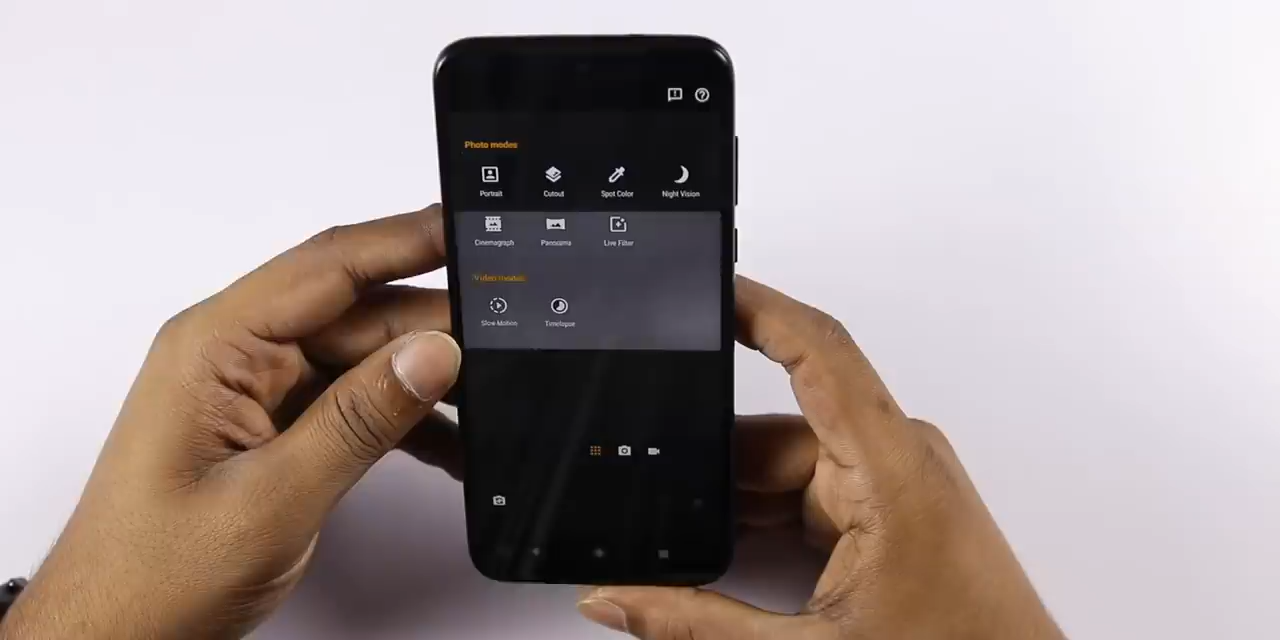 Photo modes
Portrait Cutout Spot Color Night Vision
Cinemagraph Panorama Live Filter
Video modes
Slow Motion Timelapse